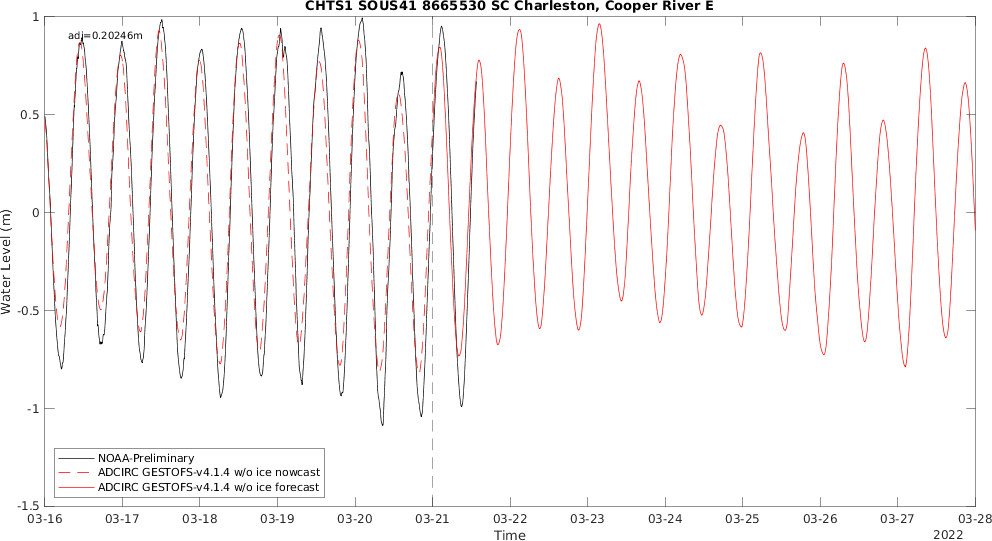 CHTS1 SOUS41 8665530 SC Charleston, Cooper River E
adj=0.20246m
1
0.5
0
-0.5
-1
-1.5
Water Level (m)
NOAA-Preliminary
ADCIRC GESTOFS-v4.1.4 w/o ice nowcast
ADCIRC GESTOFS-v4.1.4 w/o ice forecast
03-16 03-17 03-18 03-19 03-20 03-21 03-22 03-23 03-24 03-25 03-26 03-27 03-28
Time
2022